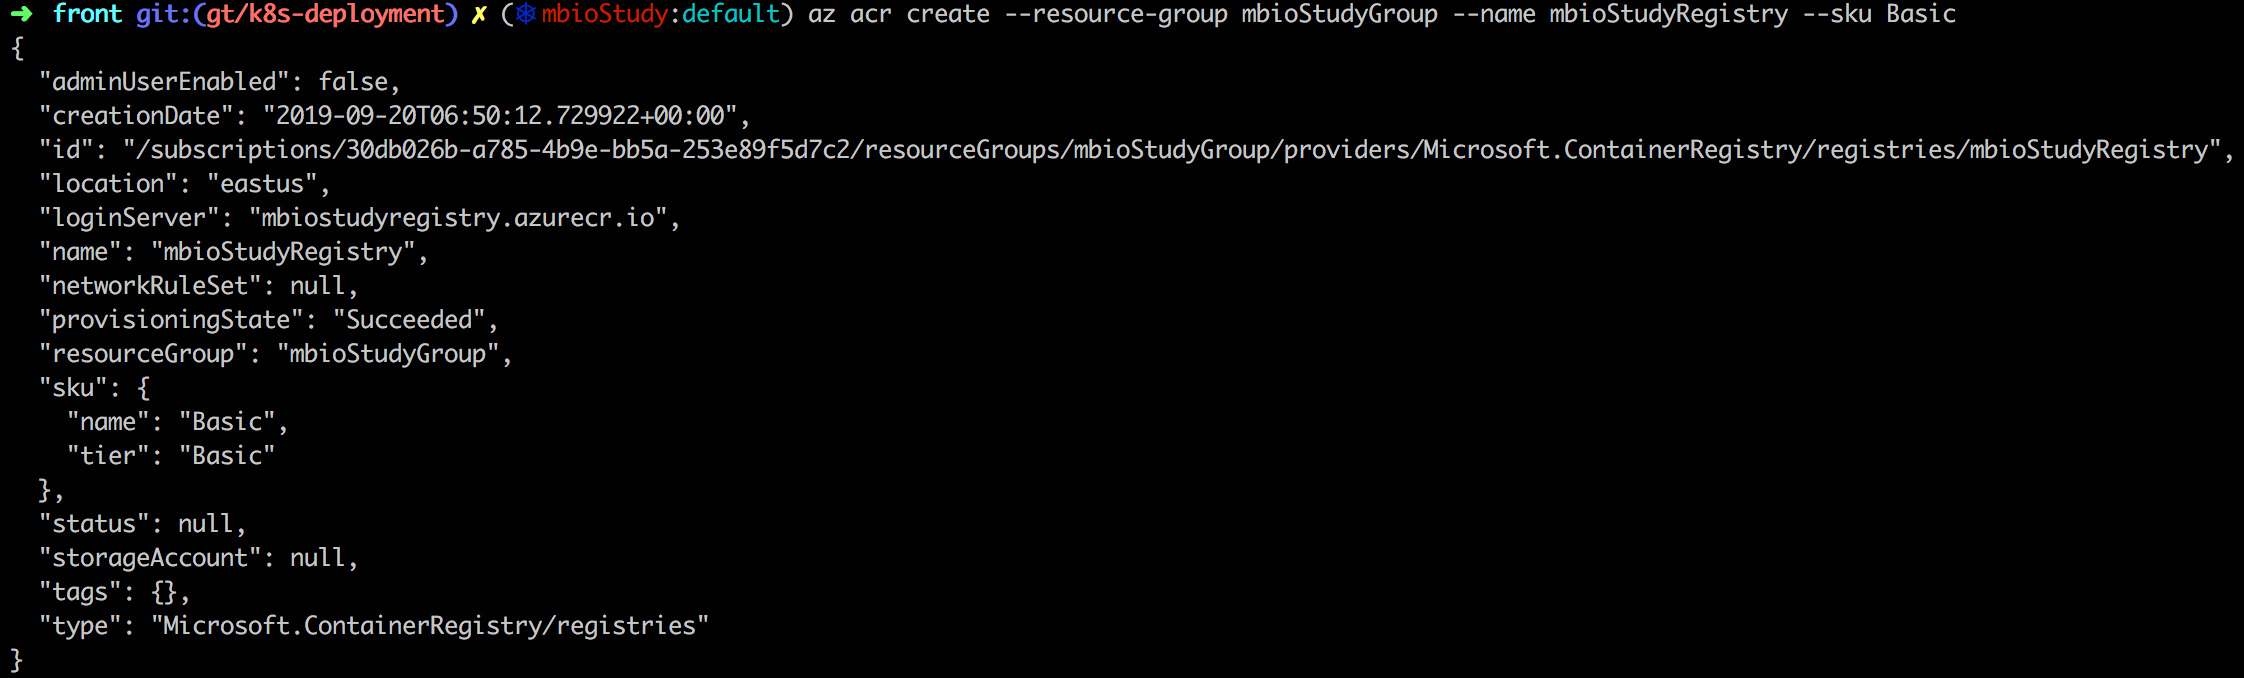 ➜  front git:(gt/k8s-deployment) ✗ (⎈ mbioStudy:default) az acr create --resource-group mbioStudyGroup --name mbioStudyRegistry --sku Basic
{
  "adminUserEnabled": false,
  "creationDate": "2019-09-20T06:50:12.729922+00:00",
  "id": "/subscriptions/30db026b-a785-4b9e-bb5a-253e89f5d7c2/resourceGroups/mbioStudyGroup/providers/Microsoft.ContainerRegistry/registries/mbioStudyRegistry",
  "location": "eastus",
  "loginServer": "mbiostudyregistry.azurecr.io",
  "name": "mbioStudyRegistry",
  "networkRuleSet": null,
  "provisioningState": "Succeeded",
  "resourceGroup": "mbioStudyGroup",
  "sku": {
    "name": "Basic",
    "tier": "Basic"
  },
  "status": null,
  "storageAccount": null,
  "tags": {},
  "type": "Microsoft.ContainerRegistry/registries"
}